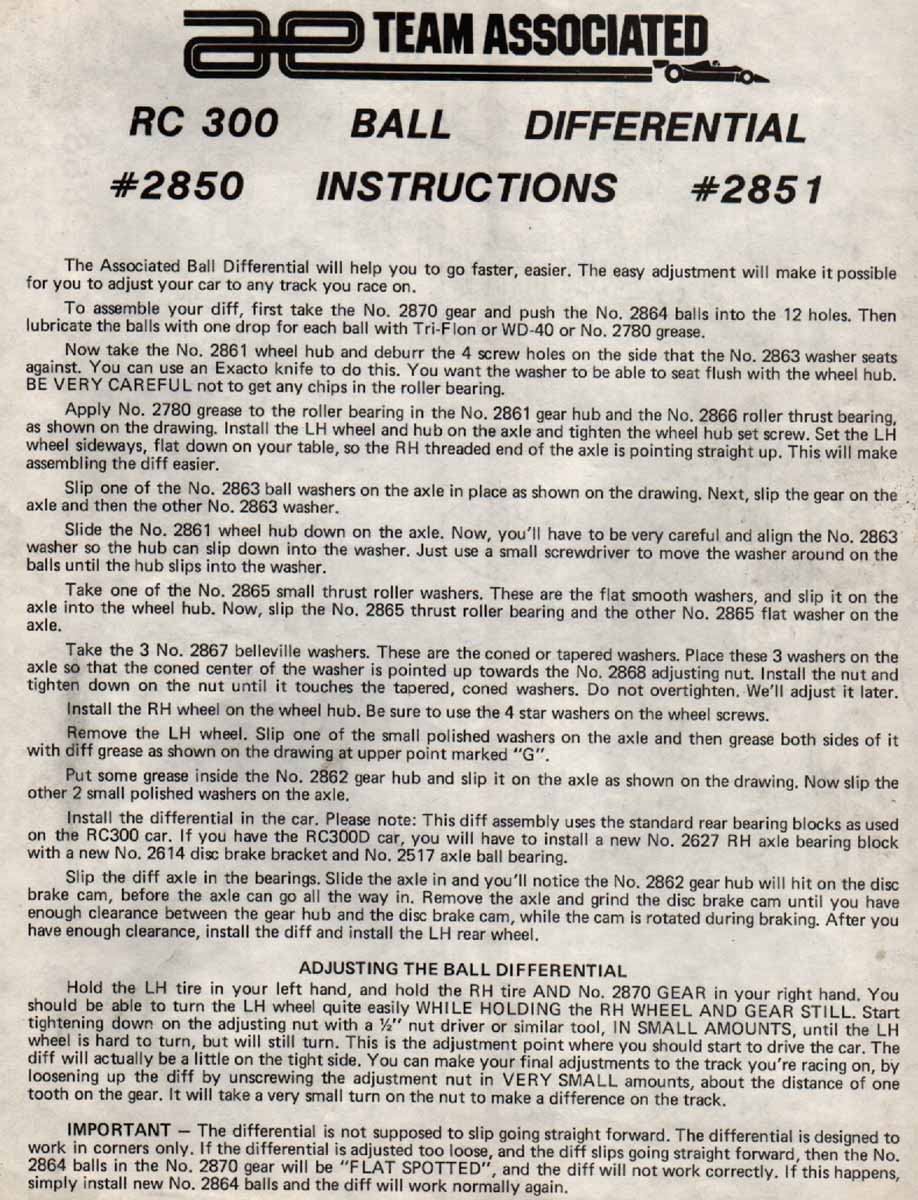 ae TEAM ASSOCIATED
RC 300 BALL DIFFERENTIAL
#2850 INSTRUCTIONS #2851
The Associated Ball Differential will help you to go faster, easier. The easy adjustment will make it possible
for you to adjust your car to any track you race on.
To assemble your diff, first take the No. 2870 gear and push the No. 2864 balls into the 12 holes. Then
lubricate the balls with one drop for each ball with Tri-Flon or WD-40 or No. 2780 grease.
Now take the No. 2861 wheel hub and deburr the 4 screw holes on the side that the No. 2863 washer seats
against. You can use an Exacto knife to do this. You want the washer to be able to seat flush with the wheel hub.
BE VERY CAREFUL not to get any chips in the roller bearing.
Apply No. 2780 grease to the roller bearing in the No. 2861 gear hub and the No. 2866 roller thrust bearing,
as shown on the drawing. Install the LH wheel and hub on the axle and tighten the wheel hub set screw. Set the LH
wheel sideways, flat down on your table, so the RH threaded end of the axle is pointing straight up. This will make
assembling the diff easier.
Slip one of the No. 2863 ball washers on the axle in place as shown on the drawing. Next, slip the gear on the
axle and then the other No. 2863 washer.
Slide the No. 2861 wheel hub down on the axle. Now, you'll have to be very careful and align the No. 2863
washer so the hub can slip down into the washer. Just use a small screwdriver to move the washer around on the
balls until the hub slips into the washer.
Take one of the No. 2865 small thrust roller washers. These are the flat smooth washers, and slip it on the
axle into the wheel hub. Now, slip the No. 2865 thrust roller bearing and the other No. 2865 flat washer on the
axle.
Take the 3 No. 2867 belleville washers. These are the coned or tapered washers. Place these 3 washers on the
axle so that the coned center of the washer is pointed up towards the No. 2868 adjusting nut. Install the nut and
tighten down on the nut until it touches the tapered, coned washers. Do not overtighten. We'll adjust it later.
Install the RH wheel on the wheel hub. Be sure to use the 4 star washers on the wheel screws.
Remove the LH wheel. Slip one of the small polished washers on the axle and then grease both sides of it
with diff grease as shown on the drawing at upper point marked "G".
Put some grease inside the No. 2862 gear hub and slip it on the axle as shown on the drawing. Now slip the
other 2 small polished washers on the axle.
Install the differential in the car. Please note: This diff assembly uses the standard rear bearing blocks as used
on the RC300 car. If you have the RC300D car, you will have to install a new No. 2627 RH axle bearing block
with a new No. 2614 disc brake bracket and No. 2517 axle ball bearing.
Slip the diff axle in the bearings. Slide the axle in and you'll notice the No. 2862 gear hub will hit on the disc
brake cam, before the axle can go all the way in. Remove the axle and grind the disc brake cam until you have
enough clearance between the gear hub and the disc brake cam, while the cam is rotated during braking. After you
have enough clearance, install the diff and install the LH rear wheel.
ADJUSTING THE BALL DIFFERENTIAL
Hold the LH tire in your left hand, and hold the RH tire AND No. 2870 GEAR in your right hand. You
should be able to turn the LH wheel quite easily WHILE HOLDING the RH WHEEL AND GEAR STILL. Start
tightening down on the adjusting nut with a ½" nut driver or similar tool, IN SMALL AMOUNTS, until the LH
wheel is hard to turn, but will still turn. This is the adjustment point where you should start to drive the car. The
diff will actually be a little on the tight side. You can make your final adjustments to the track you're racing on, by
loosening up the diff by unscrewing the adjustment nut in VERY SMALL amounts, about the distance of one
tooth on the gear. It will take a very small turn on the nut to make a difference on the track.
IMPORTANT — The differential is not supposed to slip going straight forward. The differential is designed to
work in corners only. If the differential is adjusted too loose, and the diff slips going straight forward, then the No.
2864 balls in the No. 2870 gear will be "FLAT SPOTTED", and the diff will not work correctly. If this happens,
simply install new No. 2864 balls and the diff will work normally again.